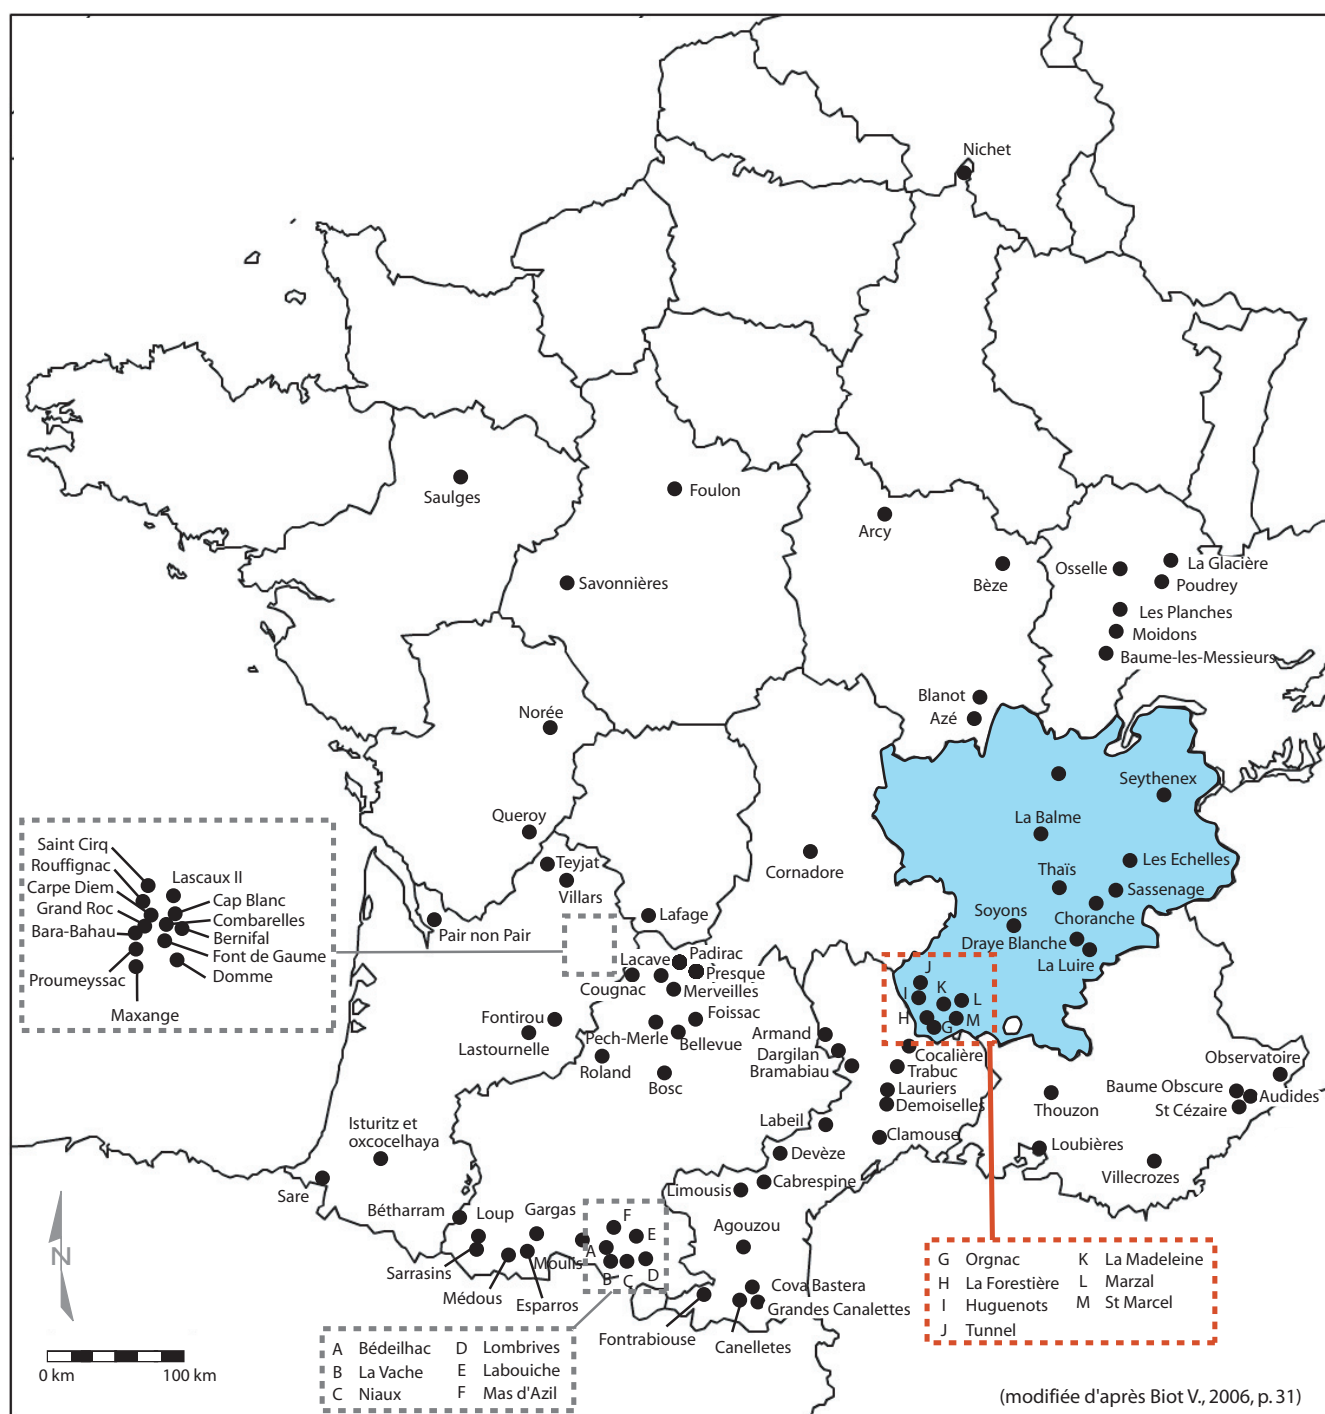 Nichet
Saulges
Foulon
Arcy
Bèze
Osselle
La Glacière
Poudrey
Savonnières
Les Planches
Moidons
Baume-les-Messieurs
Blanot
Azé
Norée
Seythenex
La Balme
Queroy
Teyjat
Villars
Cornadore
Les Echelles
Thaïs
Sassenage
Choranche
Soyons
Draye Blanche
La Luire
Saint Cirq
Rouffignac
Carpe Diem
Grand Roc
Bara-Bahau
Proumeyssac
Maxange
Lascaux II
Cap Blanc
Combarelles
Bernifal
Font de Gaume
Domme
Pair non Pair
Lafage
Padirac
Lacave
Presque
Cougnac
Merveilles
Foissac
Fontirou
Pech-Merle
Bellevue
Lastournelle
Roland
Bosc
J
I
K
L
H
G
M
Armand
Dargilan
Bramabiau
Cocalière
Trabuc
Lauriers
Demoiselles
Observatoire
Baume Obscure
Audides
St Cézaire
Thouzon
Labeil
Clamouse
Loubières
Villecrozes
Devèze
Cabrespine
Limousis
Isturitz et
oxcocelhaya
Sare
Bétharram
Loup
Gargas
Sarrasins
Médous
Esparros
Moulis
F
E
A
B
C
D
Agouzou
Cova Bastera
Grandes Canalettes
Fontrabiouse
Canelletes
G Orgnac K La Madeleine
H La Forestière L Marzal
I Huguenots M St Marcel
J Tunnel
A Bédeilhac D Lombrives
B La Vache E Labouiche
C Niaux F Mas d'Azil
N
0 km 100 km
(modifiée d'après Biot V., 2006, p. 31)